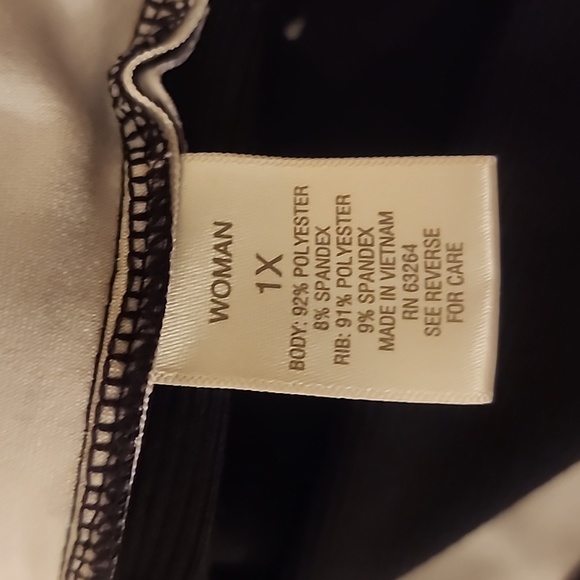 WOMAN
1X
BODY: 92% POLYESTER
8% SPANDEX
RIB: 91% POLYESTER
9% SPANDEX
MADE IN VIETNAM
RN 63264
SEE REVERSE
FOR CARE